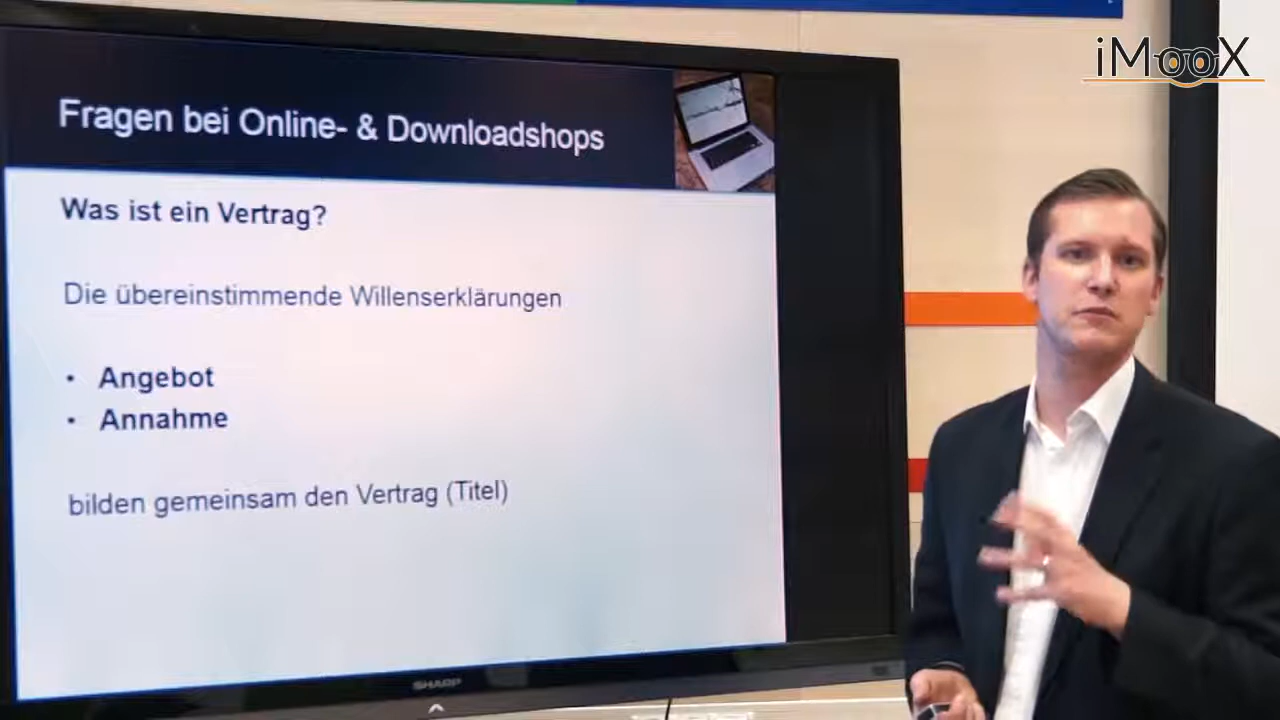 iMooX
Fragen bei Online- & Downloadshops
Was ist ein Vertrag?
Die übereinstimmende Willenserklärungen
• Angebot
• Annahme
bilden gemeinsam den Vertrag (Titel)
SHARP